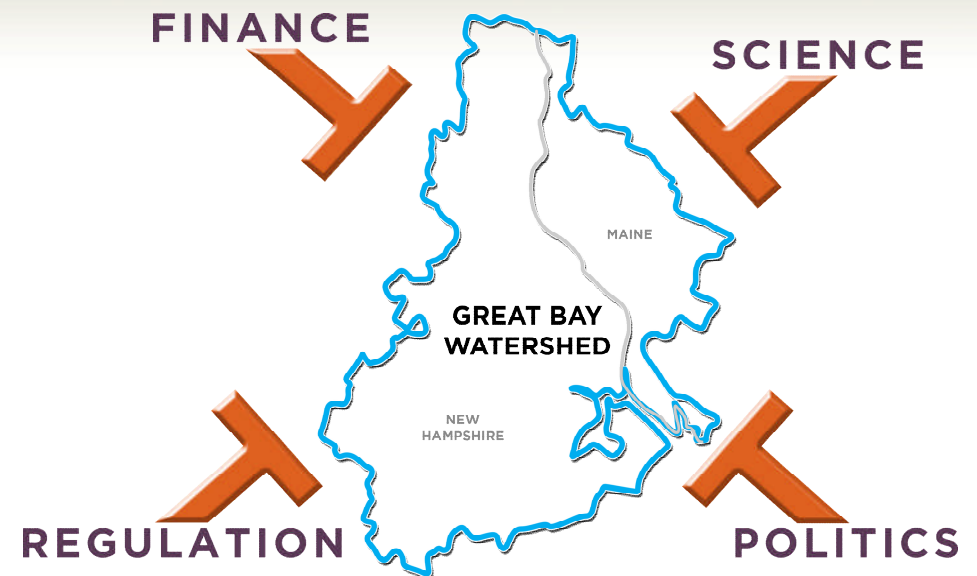 FINANCE
SCIENCE
MAINE
GREAT BAY
WATERSHED
NEW
HAMPSHIRE
REGULATION
POLITICS